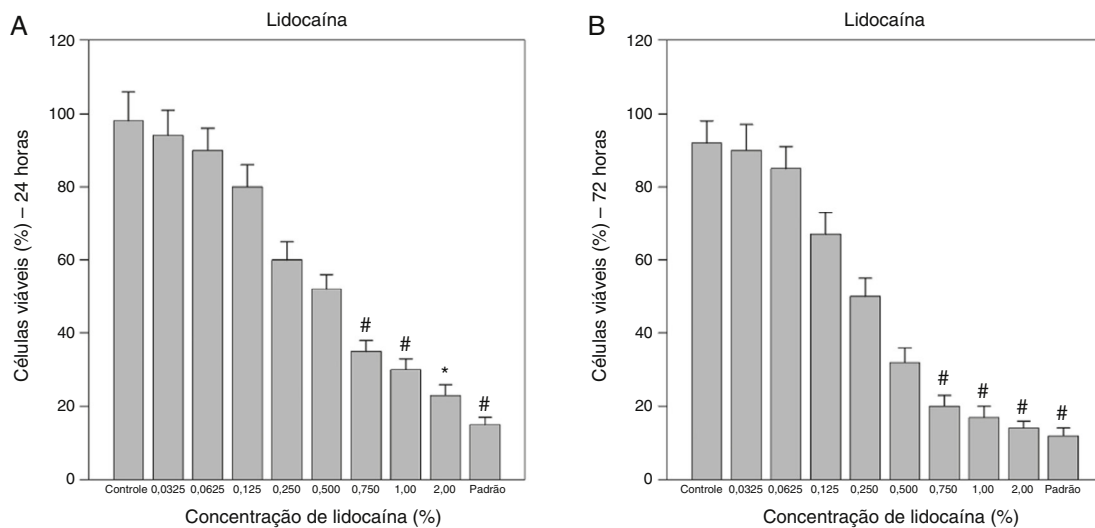 A
Lidocaína
Células viáveis (%) – 24 horas
120
100
80
60
40
20
0
# # * #
Controle 0,0325 0,0625 0,125 0,250 0,500 0,750 1,00 2,00 Padrão
Concentração de lidocaína (%)
B
Lidocaína
Células viáveis (%) – 72 horas
120
100
80
60
40
20
0
# # # #
Controle 0,0325 0,0625 0,125 0,250 0,500 0,750 1,00 2,00 Padrão
Concentração de lidocaína (%)